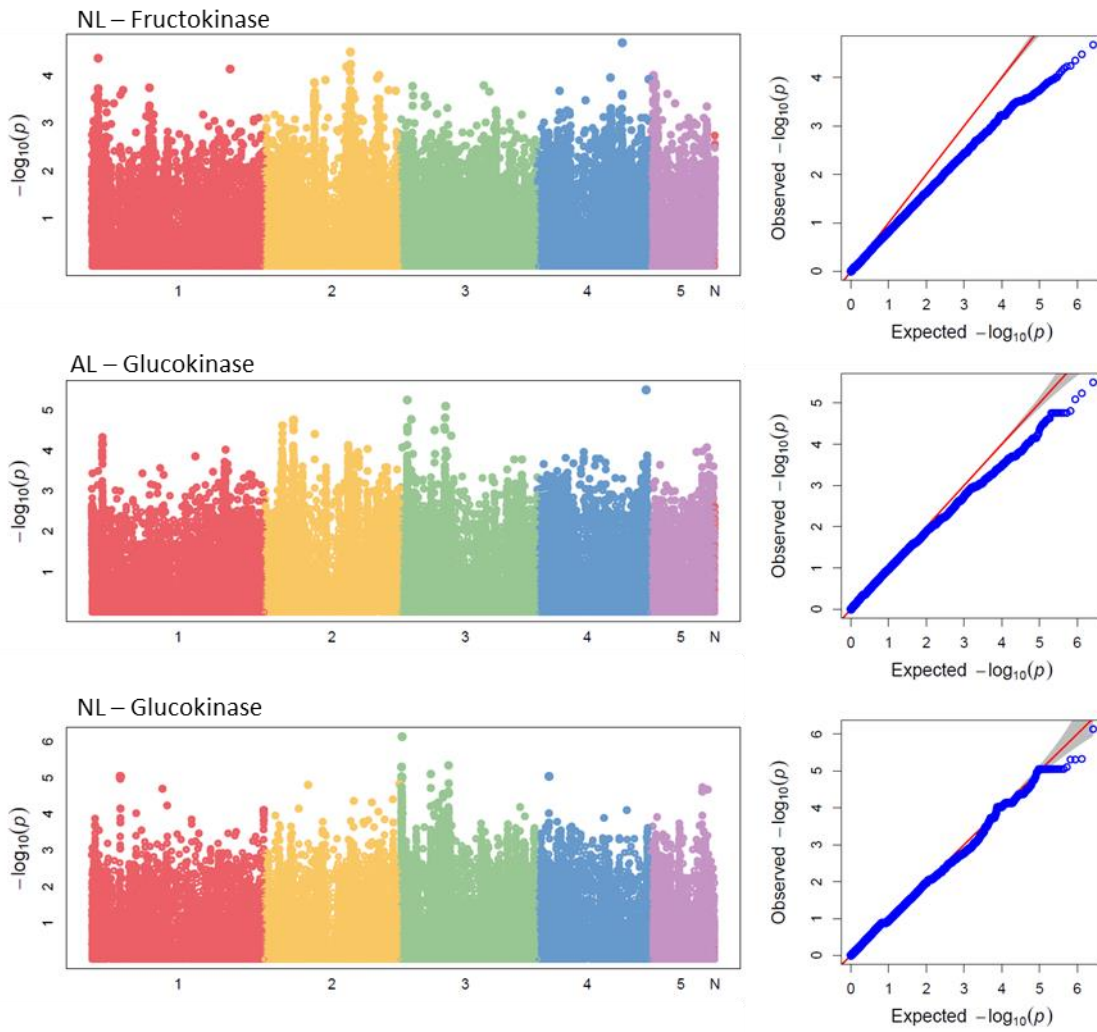 NL – Fructokinase
−log10(p)
4
3
2
1
1 2 3 4 5 N
Observed −log10(p)
4
3
2
1
0
0 1 2 3 4 5 6
Expected −log10(p)
AL – Glucokinase
−log10(p)
5
4
3
2
1
1 2 3 4 5 N
Observed −log10(p)
5
4
3
2
1
0
0 1 2 3 4 5 6
Expected −log10(p)
NL – Glucokinase
−log10(p)
6
5
4
3
2
1
1 2 3 4 5 N
Observed −log10(p)
6
5
4
3
2
1
0
0 1 2 3 4 5 6
Expected −log10(p)